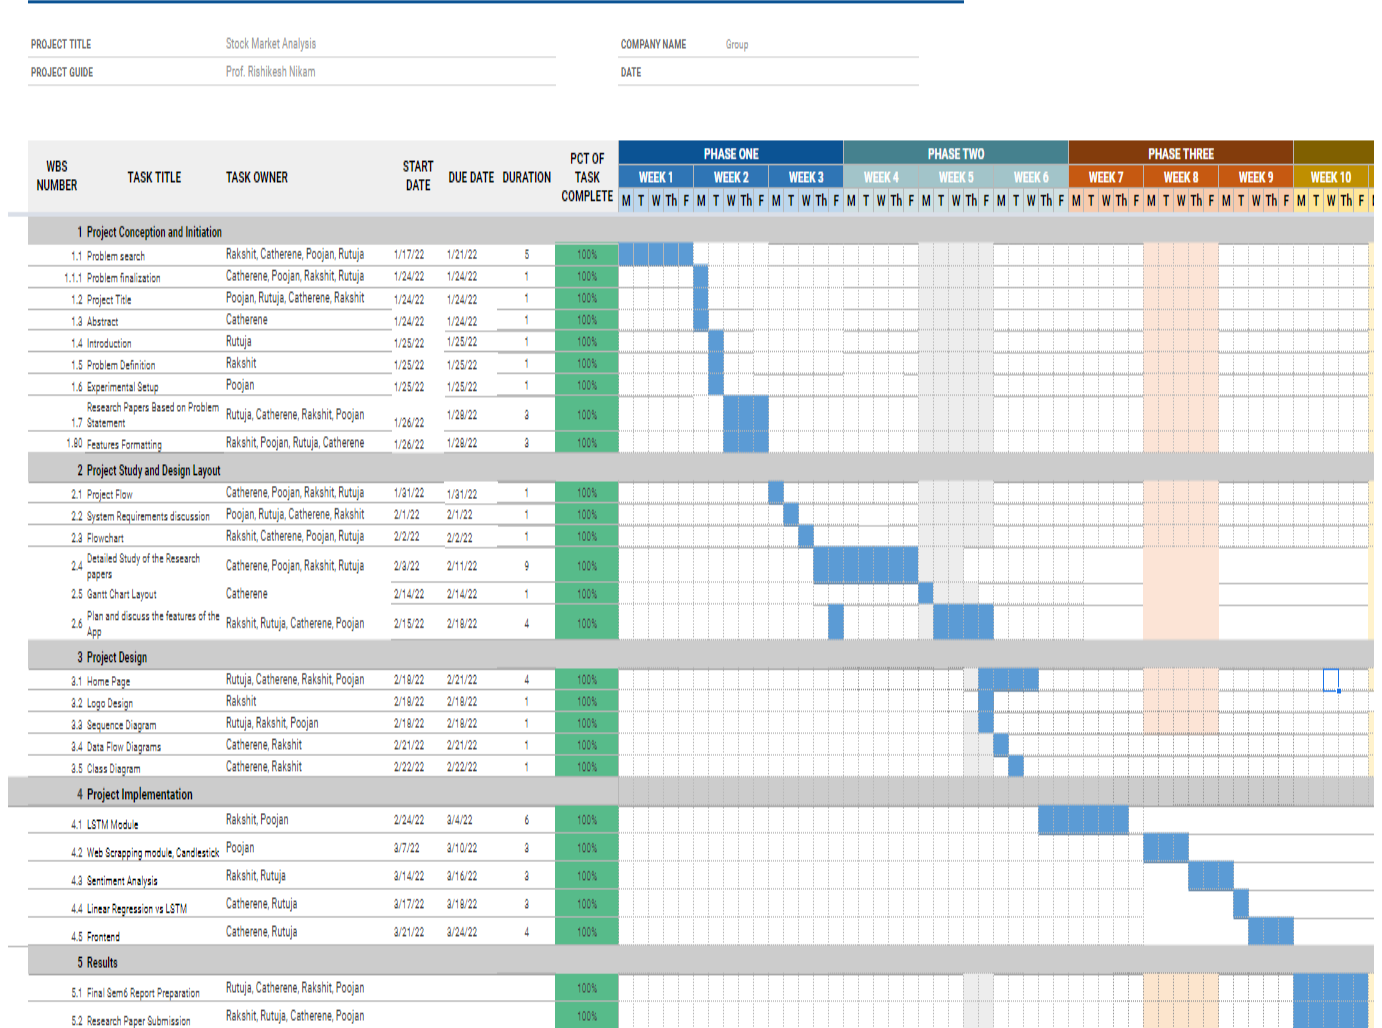 PROJECT TITLE Stock Market Analysis COMPANY NAME Group
PROJECT GUIDE Prof. Rishikesh Nikam DATE
WBS NUMBER TASK TITLE TASK OWNER START DATE DUE DATE DURATION PCT OF TASK COMPLETE PHASE ONE PHASE TWO PHASE THREE
WEEK 1 WEEK 2 WEEK 3 WEEK 4 WEEK 5 WEEK 6 WEEK 7 WEEK 8 WEEK 9 WEEK 10
M T W Th F M T W Th F M T W Th F M T W Th F M T W Th F M T W Th F M T W Th F M T W Th F M T W Th F M T W Th F
1 Project Conception and Initiation
1.1 Problem search Rakshit, Catherene, Poojan, Rutuja 1/17/22 1/21/22 5 100%
1.1.1 Problem finalization Catherene, Poojan, Rakshit, Rutuja 1/24/22 1/24/22 1 100%
1.2 Project Title Poojan, Rutuja, Catherene, Rakshit 1/24/22 1/24/22 1 100%
1.3 Abstract Catherene 1/24/22 1/24/22 1 100%
1.4 Introduction Rutuja 1/25/22 1/25/22 1 100%
1.5 Problem Definition Rakshit 1/25/22 1/25/22 1 100%
1.6 Experimental Setup Poojan 1/25/22 1/25/22 1 100%
1.7 Research Papers Based on Problem Statement Rutuja, Catherene, Rakshit, Poojan 1/26/22 1/28/22 3 100%
1.80 Features Formatting Rakshit, Poojan, Rutuja, Catherene 1/26/22 1/28/22 3 100%
2 Project Study and Design Layout
2.1 Project Flow Catherene, Poojan, Rakshit, Rutuja 1/31/22 1/31/22 1 100%
2.2 System Requirements discussion Poojan, Rutuja, Catherene, Rakshit 2/1/22 2/1/22 1 100%
2.3 Flowchart Rakshit, Catherene, Poojan, Rutuja 2/2/22 2/2/22 1 100%
2.4 Detailed Study of the Research papers Catherene, Poojan, Rakshit, Rutuja 2/3/22 2/11/22 9 100%
2.5 Gantt Chart Layout Catherene 2/14/22 2/14/22 1 100%
2.6 Plan and discuss the features of the App Rakshit, Rutuja, Catherene, Poojan 2/15/22 2/18/22 4 100%
3 Project Design
3.1 Home Page Rutuja, Catherene, Rakshit, Poojan 2/18/22 2/21/22 4 100%
3.2 Logo Design Rakshit 2/18/22 2/18/22 1 100%
3.3 Sequence Diagram Rutuja, Rakshit, Poojan 2/18/22 2/18/22 1 100%
3.4 Data Flow Diagrams Catherene, Rakshit 2/21/22 2/21/22 1 100%
3.5 Class Diagram Catherene, Rakshit 2/22/22 2/22/22 1 100%
4 Project Implementation
4.1 LSTM Module Rakshit, Poojan 2/24/22 3/4/22 6 100%
4.2 Web Scrapping module, Candlestick Poojan 3/7/22 3/10/22 3 100%
4.3 Sentiment Analysis Rakshit, Rutuja 3/14/22 3/16/22 3 100%
4.4 Linear Regression vs LSTM Catherene, Rutuja 3/17/22 3/18/22 3 100%
4.5 Frontend Catherene, Rutuja 3/21/22 3/24/22 4 100%
5 Results
5.1 Final Sem6 Report Preparation Rutuja, Catherene, Rakshit, Poojan 100%
5.2 Research Paper Submission Rakshit, Rutuja, Catherene, Poojan 100%